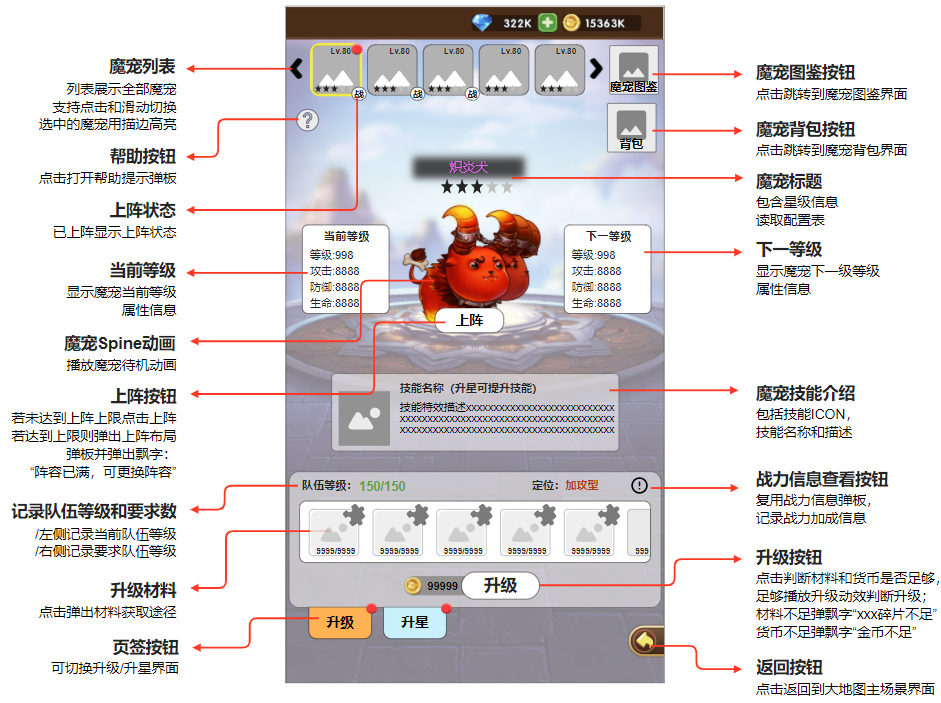 322K
15363K
魔宠列表
列表展示全部魔宠
支持点击和滑动切换
选中的魔宠用描边高亮
帮助按钮
点击打开帮助提示弹板
上阵状态
已上阵显示上阵状态
当前等级
显示魔宠当前等级
属性信息
魔宠Spine动画
播放魔宠待机动画
上阵按钮
若未达到上阵上限点击上阵
若达到上限则弹出上阵布局
弹板并弹出飘字：
“阵容已满，可更换阵容”
记录队伍等级和要求数
/左侧记录当前队伍等级
/右侧记录要求队伍等级
升级材料
点击弹出材料获取途径
页签按钮
可切换升级/升星界面
Lv.80
Lv.80
Lv.80
Lv.80
Lv.80
★★★
★★★
★★★
★★★
★★★
战
战
战
魔宠图鉴
?
背包
炽炎犬
★★★☆☆
当前等级
等级:998
攻击:8888
防御:8888
生命:8888
下一等级
等级:998
攻击:8888
防御:8888
生命:8888
上阵
技能名称（升星可提升技能）
技能特效描述xxxxxxxxxxxxxxxxxxxxxxxxxxx
xxxxxxxxxxxxxxxxxxxxxxxxxxxxxxxxxxxxxxx
xxxxxxxxxxxxxxxxxxxxxxxxxxxxxxxxxxxxxxx
队伍等级：150/150
定位：加攻型
!
9999/9999
9999/9999
9999/9999
9999/9999
9999/9999
999
99999
升级
升级
升星
魔宠图鉴按钮
点击跳转到魔宠图鉴界面
魔宠背包按钮
点击跳转到魔宠背包界面
魔宠标题
包含星级信息
读取配置表
下一等级
显示魔宠下一级等级
属性信息
魔宠技能介绍
包括技能ICON，
技能名称和描述
战力信息查看按钮
复用战力信息弹板，
记录战力加成信息
升级按钮
点击判断材料和货币是否足够，
足够播放升级动效判断升级；
材料不足弹飘字“xxx碎片不足”
货币不足弹飘字“金币不足”
返回按钮
点击返回到大地图主场景界面